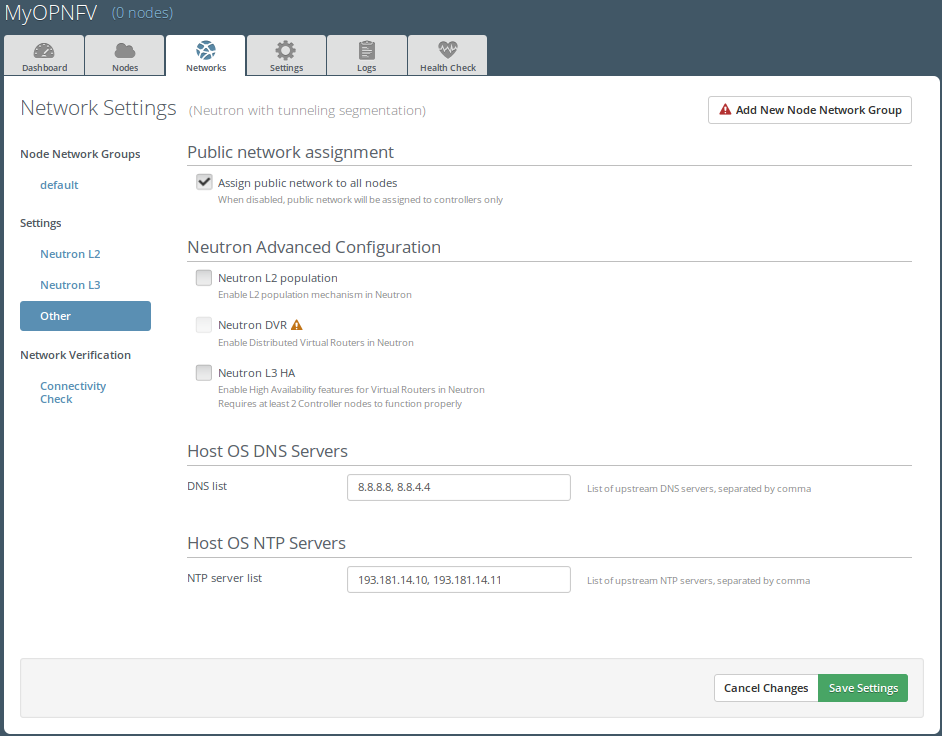 MyOPNFV (0 nodes)
Dashboard
Nodes
Networks
Settings
Logs
Health Check
Network Settings (Neutron with tunneling segmentation)
Add New Node Network Group
Node Network Groups
default
Settings
Neutron L2
Neutron L3
Other
Network Verification
Connectivity
Check
Public network assignment
Assign public network to all nodes
When disabled, public network will be assigned to controllers only
Neutron Advanced Configuration
Neutron L2 population
Enable L2 population mechanism in Neutron
Neutron DVR
Enable Distributed Virtual Routers in Neutron
Neutron L3 HA
Enable High Availability features for Virtual Routers in Neutron
Requires at least 2 Controller nodes to function properly
Host OS DNS Servers
DNS list
8.8.8.8, 8.8.4.4
List of upstream DNS servers, separated by comma
Host OS NTP Servers
NTP server list
193.181.14.10, 193.181.14.11
List of upstream NTP servers, separated by comma
Cancel Changes
Save Settings